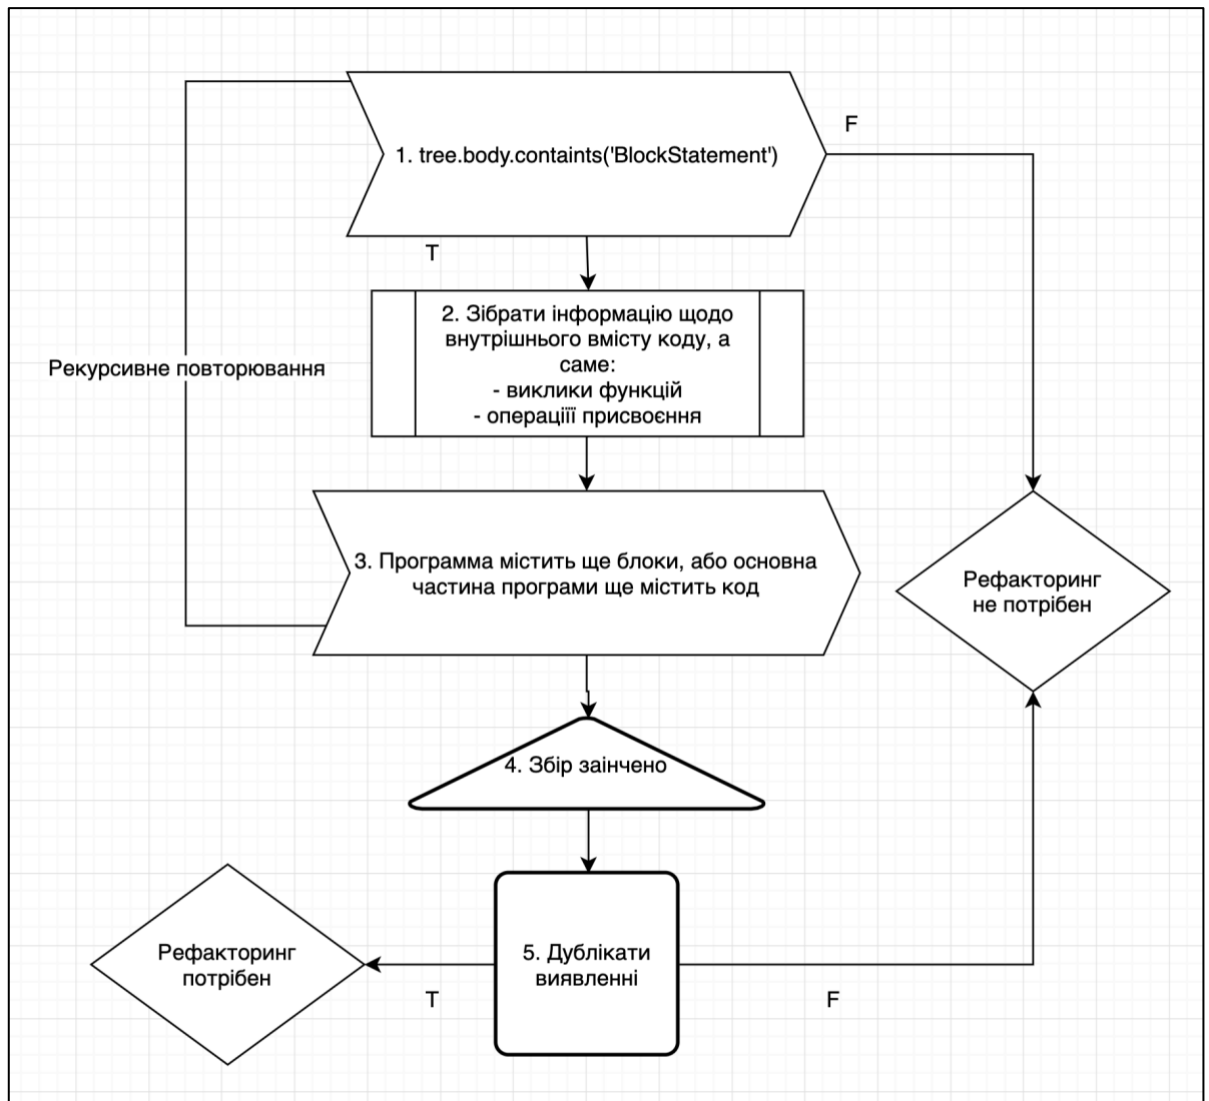 F
1. tree.body.containts('BlockStatement')
T
2. Зібрати інформацію щодо
внутрішнього вмісту коду, а
саме:
- виклики функцій
- операціїї присвоєння
Рекурсивне повторювання
3. Программа містить ще блоки, або основна
частина програми ще містить код
Рефакторинг
не потрібен
4. Збір заінчено
5. Дублікати
виявленні
Рефакторинг
потрібен
T
F